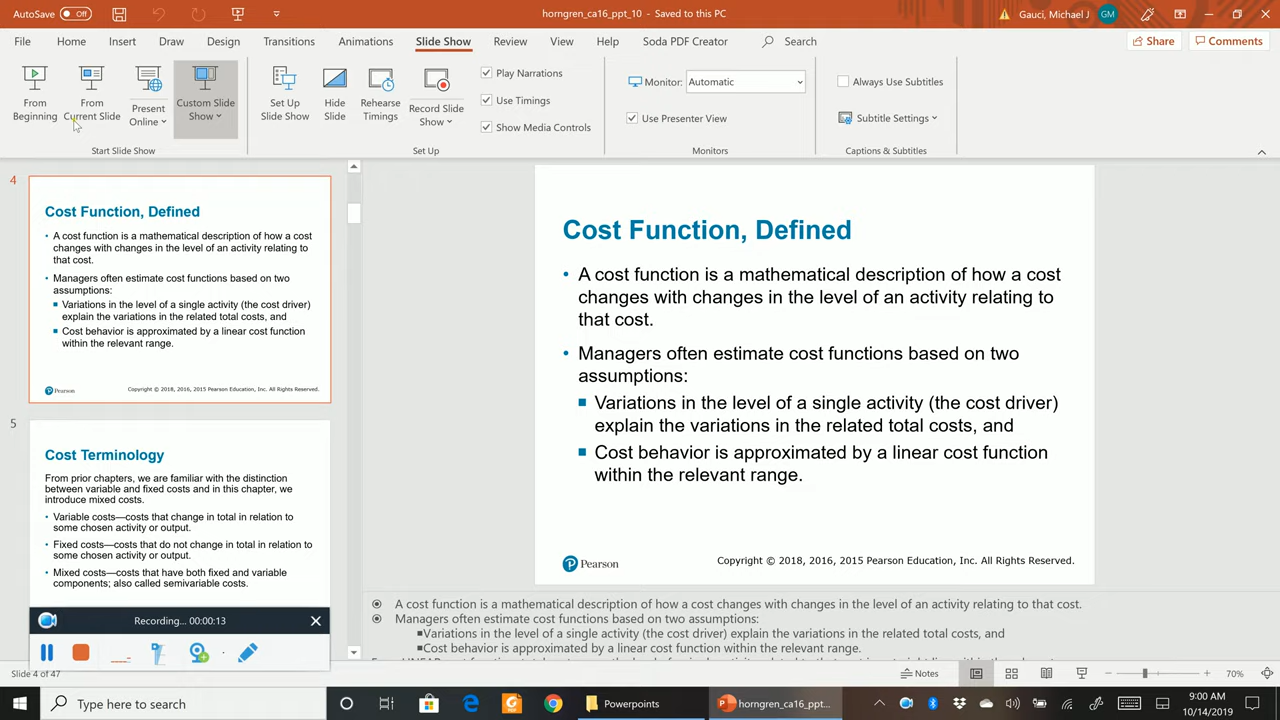 AutoSave Off
horngren_ca16_ppt_10 - Saved to this PC
Gauci, Michael J GM
File Home Insert Draw Design Transitions Animations Slide Show Review View Help Soda PDF Creator Search Share Comments
From Beginning
From Current Slide
Present Online
Custom Slide Show
Start Slide Show
Set Up Slide Show
Hide Slide
Rehearse Timings
Record Slide Show
Play Narrations
Use Timings
Show Media Controls
Set Up
Monitor: Automatic
Use Presenter View
Monitors
Always Use Subtitles
Subtitle Settings
Captions & Subtitles
4
Cost Function, Defined
• A cost function is a mathematical description of how a cost
changes with changes in the level of an activity relating to
that cost.
• Managers often estimate cost functions based on two
assumptions:
Variations in the level of a single activity (the cost driver)
explain the variations in the related total costs, and
Cost behavior is approximated by a linear cost function
within the relevant range.
Pearson
Copyright © 2018, 2016, 2015 Pearson Education, Inc. All Rights Reserved.
5
Cost Terminology
From prior chapters, we are familiar with the distinction
between variable and fixed costs and in this chapter, we
introduce mixed costs.
• Variable costs—costs that change in total in relation to
some chosen activity or output.
• Fixed costs—costs that do not change in total in relation to
some chosen activity or output.
• Mixed costs—costs that have both fixed and variable
components; also called semivariable costs.
Recording... 00:00:13
Cost Function, Defined
• A cost function is a mathematical description of how a cost
changes with changes in the level of an activity relating to
that cost.
• Managers often estimate cost functions based on two
assumptions:
Variations in the level of a single activity (the cost driver)
explain the variations in the related total costs, and
Cost behavior is approximated by a linear cost function
within the relevant range.
Pearson
Copyright © 2018, 2016, 2015 Pearson Education, Inc. All Rights Reserved.
A cost function is a mathematical description of how a cost changes with changes in the level of an activity relating to that cost.
Managers often estimate cost functions based on two assumptions:
Variations in the level of a single activity (the cost driver) explain the variations in the related total costs, and
Cost behavior is approximated by a linear cost function within the relevant range.
Slide 4 of 47
Notes
70%
Type here to search
Powerpoints
horngren_ca16_ppt...
9:00 AM
10/14/2019